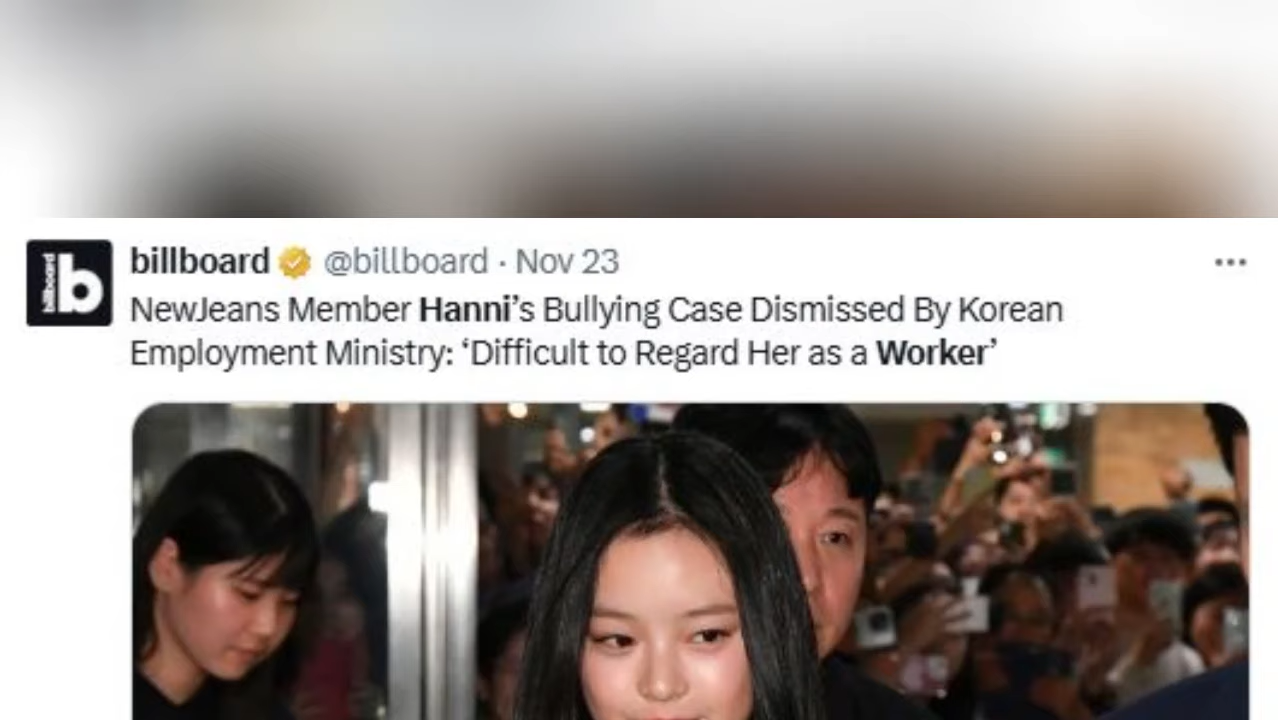 billboard @billboard · Nov 23
NewJeans Member Hanni’s Bullying Case Dismissed By Korean
Employment Ministry: ‘Difficult to Regard Her as a Worker’
billboard
b